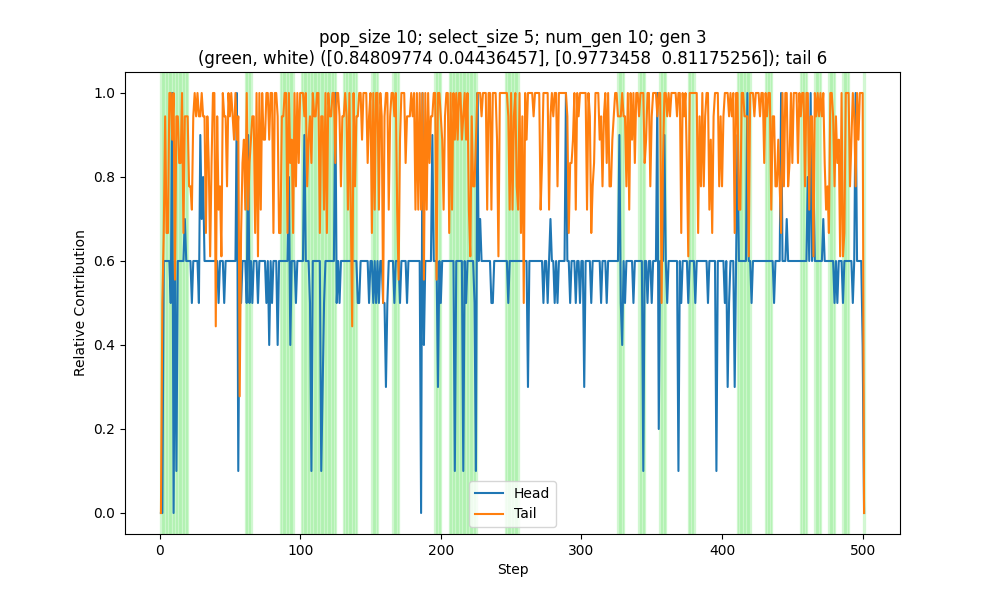 pop_size 10; select_size 5; num_gen 10; gen 3
(green, white) ([0.84809774 0.04436457], [0.9773458  0.81175256]); tail 6
1.0
0.8
0.6
0.4
0.2
0.0
Relative Contribution
Head
Tail
0
100
200
300
400
500
Step